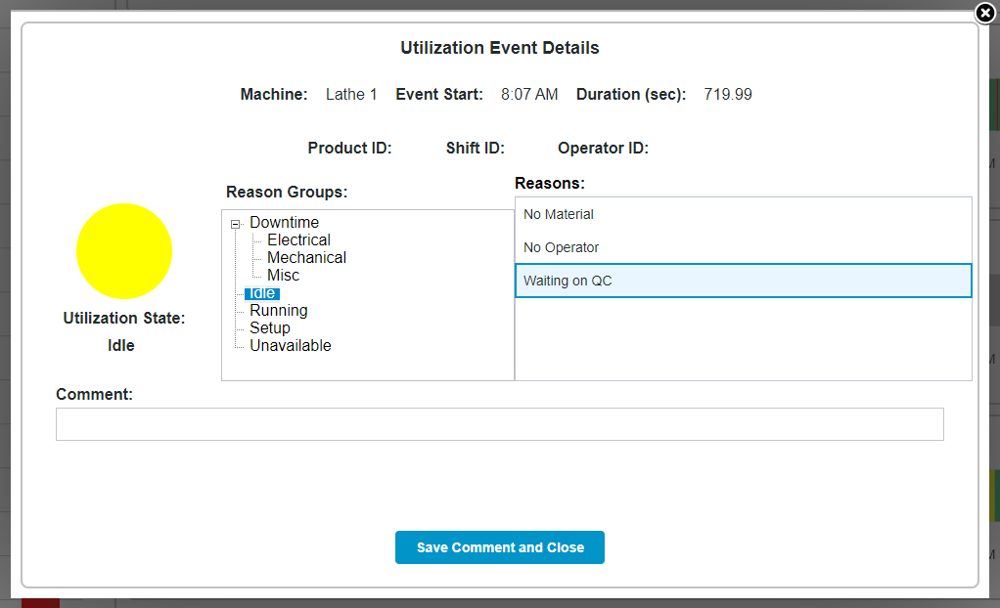 Utilization Event Details
Machine: Lathe 1 Event Start: 8:07 AM Duration (sec): 719.99
Product ID: Shift ID: Operator ID:
Reason Groups:
Downtime
Electrical
Mechanical
Misc
Idle
Running
Setup
Unavailable
Reasons:
No Material
No Operator
Waiting on QC
Utilization State:
Idle
Comment:
Save Comment and Close